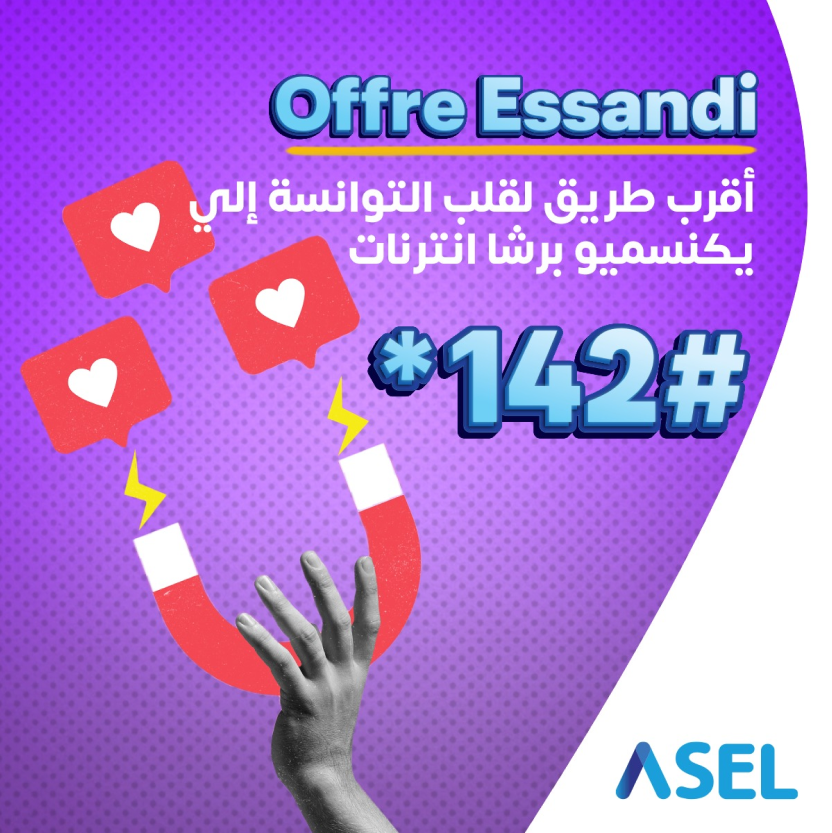 Offre Essandi
أقرب طريق لقلب التوانسة إلي
يكنسميو برشا انترنات
*142#
ASEL